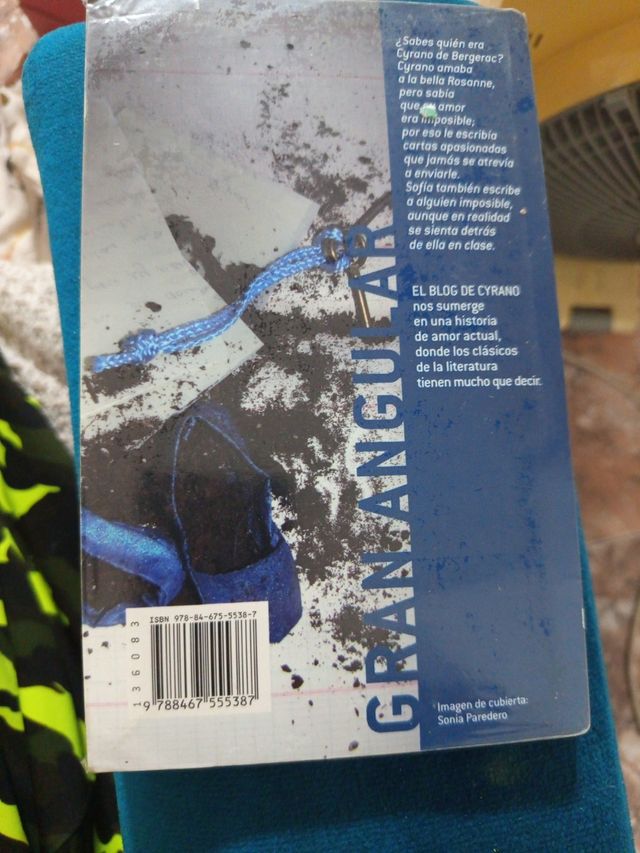 ¿Sabes quién era
Cyrano de Bergerac?
Cyrano amaba
a la bella Rosanne,
pero sabía
que su amor
era imposible;
por eso le escribía
cartas apasionadas
que jamás se atrevía
a enviarle.
Sofía también escribe
a alguien imposible,
aunque en realidad
se sienta detrás
de ella en clase.
EL BLOG DE CYRANO
nos sumerge
en una historia
de amor actual,
donde los clásicos
de la literatura
tienen mucho que decir.
GRAN ANGULAR
ISBN 978-84-675-5538-7
136083
9 788467 555387
Imagen de cubierta:
Sonia Paredero